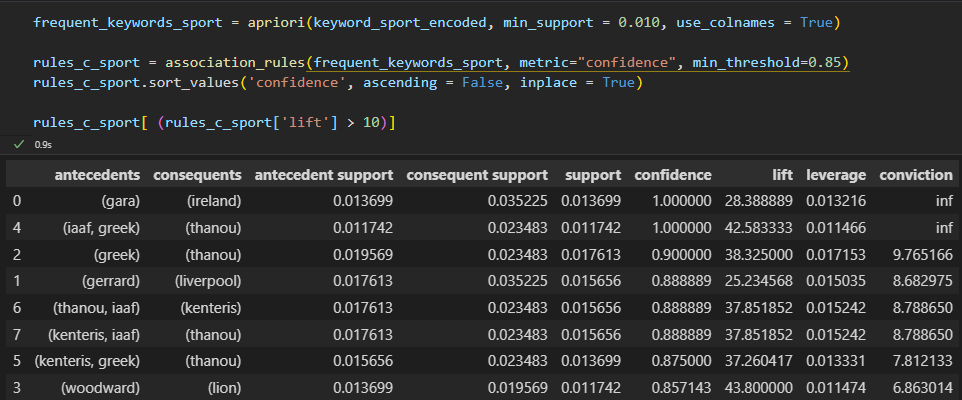 frequent_keywords_sport = apriori(keyword_sport_encoded, min_support = 0.010, use_colnames = True)
rules_c_sport = association_rules(frequent_keywords_sport, metric="confidence", min_threshold=0.85)
rules_c_sport.sort_values('confidence', ascending = False, inplace = True)
rules_c_sport[ (rules_c_sport['lift'] > 10)]
0.9s
antecedents consequents antecedent support consequent support support confidence lift leverage conviction
0 (gara) (ireland) 0.013699 0.035225 0.013699 1.000000 28.388889 0.013216 inf
4 (iaaf, greek) (thanou) 0.011742 0.023483 0.011742 1.000000 42.583333 0.011466 inf
2 (greek) (thanou) 0.019569 0.023483 0.017613 0.900000 38.325000 0.017153 9.765166
1 (gerrard) (liverpool) 0.017613 0.035225 0.015656 0.888889 25.234568 0.015035 8.682975
6 (thanou, iaaf) (kenteris) 0.017613 0.023483 0.015656 0.888889 37.851852 0.015242 8.788650
7 (kenteris, iaaf) (thanou) 0.017613 0.023483 0.015656 0.888889 37.851852 0.015242 8.788650
5 (kenteris, greek) (thanou) 0.015656 0.023483 0.013699 0.875000 37.260417 0.013331 7.812133
3 (woodward) (lion) 0.013699 0.019569 0.011742 0.857143 43.800000 0.011474 6.863014